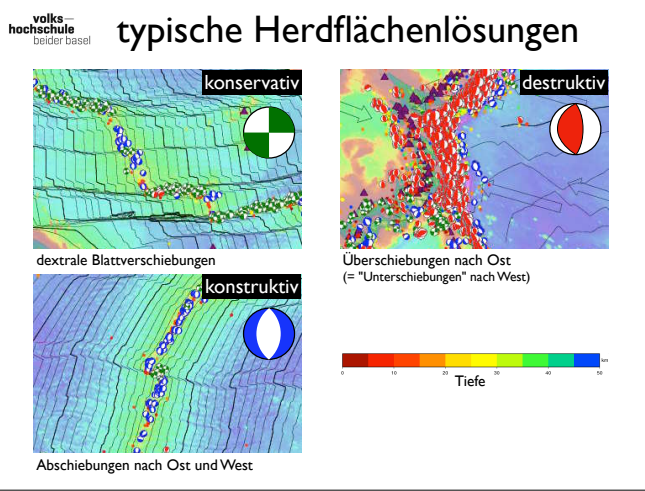 volks–
hochschule
beider basel
typische Herdflächenlösungen
konservativ
destruktiv
dextrale Blattverschiebungen
Überschiebungen nach Ost
(= "Unterschiebungen" nach West)
konstruktiv
km
0 10 20 30 40 50
Tiefe
Abschiebungen nach Ost und West